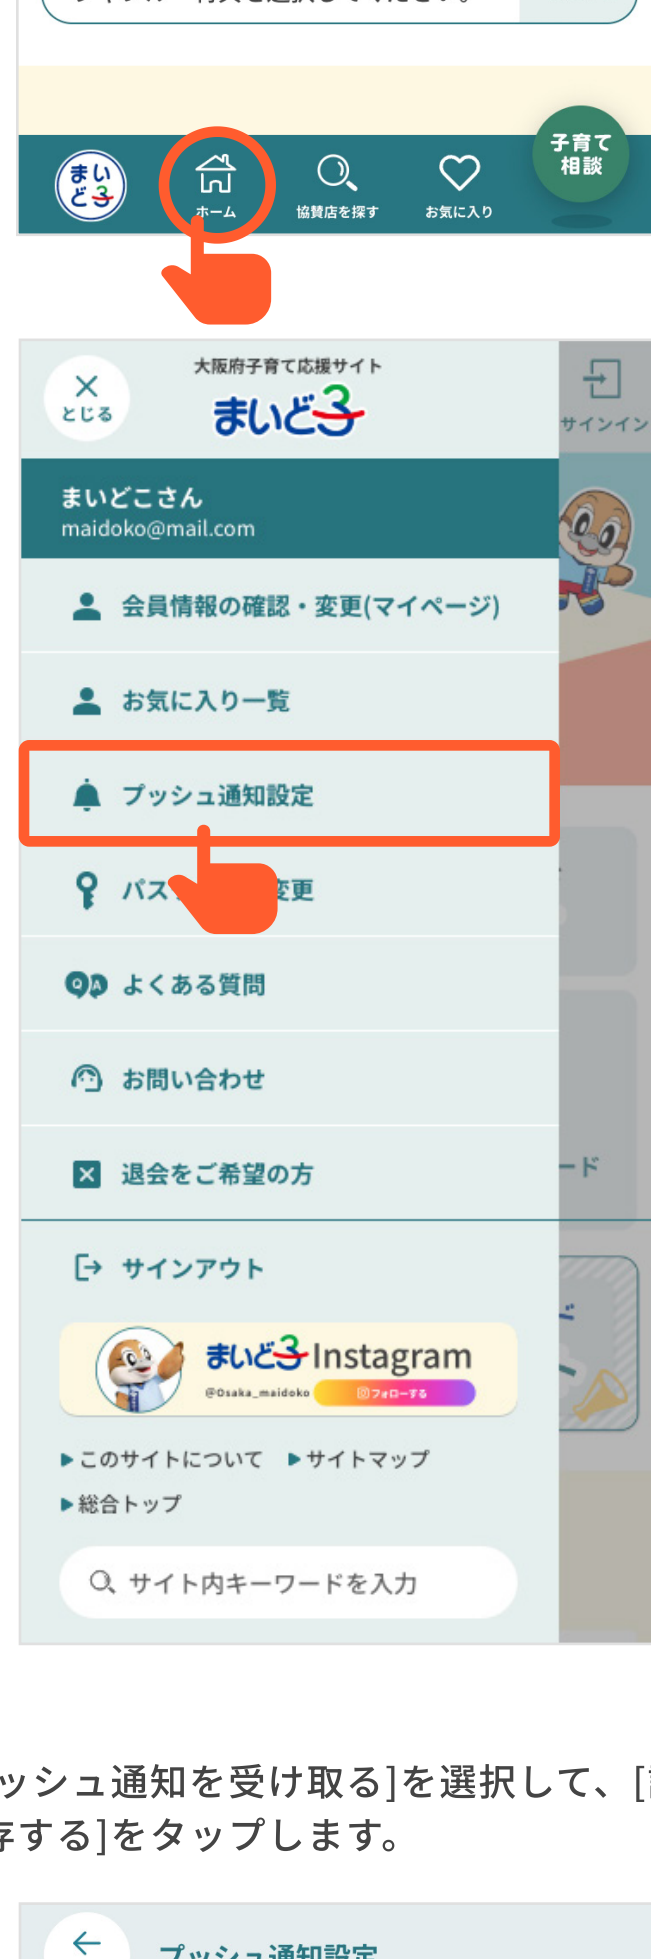 まいど子
ホーム
協賛店を探す
お気に入り
子育て
相談
とじる
大阪府子育て応援サイト
まいど子
サインイン
まいどこさん
maidoko@mail.com
会員情報の確認・変更(マイページ)
お気に入り一覧
プッシュ通知設定
パス
変更
よくある質問
お問い合わせ
退会をご希望の方
ード
サインアウト
まいど子 Instagram
@Osaka_maidoko フォローする
▶このサイトについて ▶サイトマップ
▶総合トップ
サイト内キーワードを入力
ッシュ通知を受け取る]を選択して、[
存する]をタップします。
プッシュ通知設定